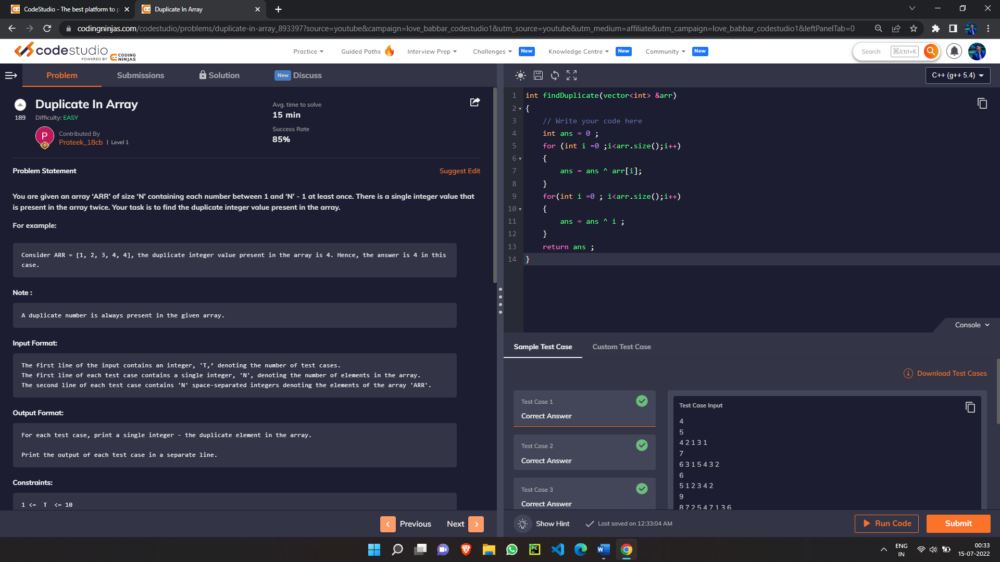 CodeStudio - The best platform to p
Duplicate In Array
codingninjas.com/codestudio/problems/duplicate-in-array_893397?source=youtube&campaign=love_babbar_codestudio1&utm_source=youtube&utm_medium=affiliate&utm_campaign=love_babbar_codestudio1&leftPanelTab=0
codestudio
POWERED BY CODING NINJAS
Practice
Guided Paths
Interview Prep
Challenges New
Knowledge Centre New
Community New
Search ⌘/ctrl+K
Problem
Submissions
Solution
New Discuss
C++ (g++ 5.4)
189
Duplicate In Array
Difficulty: EASY
P
Contributed By
Prateek_18cb | Level 1
Avg. time to solve
15 min
Success Rate
85%
Problem Statement
Suggest Edit
You are given an array ‘ARR’ of size ‘N’ containing each number between 1 and ‘N’ - 1 at least once. There is a single integer value that
is present in the array twice. Your task is to find the duplicate integer value present in the array.
For example:
Consider ARR = [1, 2, 3, 4, 4], the duplicate integer value present in the array is 4. Hence, the answer is 4 in this
case.
Note :
A duplicate number is always present in the given array.
Input Format:
The first line of the input contains an integer, 'T,’ denoting the number of test cases.
The first line of each test case contains a single integer, 'N', denoting the number of elements in the array.
The second line of each test case contains 'N' space-separated integers denoting the elements of the array 'ARR'.
Output Format:
For each test case, print a single integer - the duplicate element in the array.
Print the output of each test case in a separate line.
Constraints:
1 <= T <= 10
Previous
Next
1 int findDuplicate(vector<int> &arr)
2 {
3 // Write your code here
4 int ans = 0 ;
5 for (int i =0 ;i<arr.size();i++)
6 {
7 ans = ans ^ arr[i];
8 }
9 for(int i =0 ; i<arr.size();i++)
10 {
11 ans = ans ^ i ;
12 }
13 return ans ;
14 }
Console
Sample Test Case
Custom Test Case
Download Test Cases
Test Case 1
Correct Answer
Test Case 2
Correct Answer
Test Case 3
Correct Answer
Test Case Input
4
5
4 2 1 3 1
7
6 3 1 5 4 3 2
6
5 1 2 3 4 2
9
8 7 2 5 4 7 1 3 6
Show Hint
Last saved on 12:33:04 AM
Run Code
Submit
PC
W
ENG
IN
00:33
15-07-2022